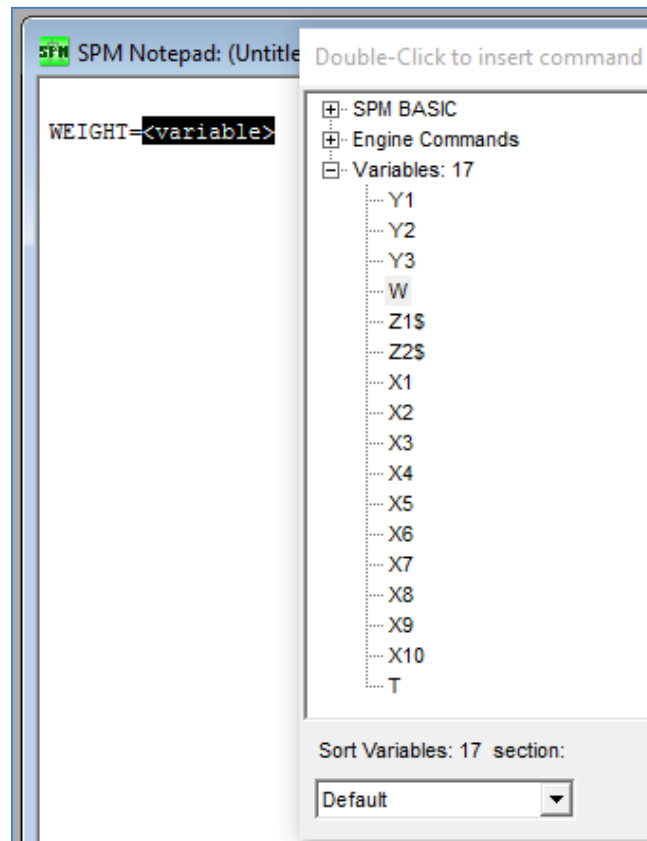 SPM SPM Notepad: (Untitle
Double-Click to insert command
WEIGHT=<variable>
SPM BASIC
Engine Commands
Variables: 17
Y1
Y2
Y3
W
Z1$
Z2$
X1
X2
X3
X4
X5
X6
X7
X8
X9
X10
T
Sort Variables: 17 section:
Default